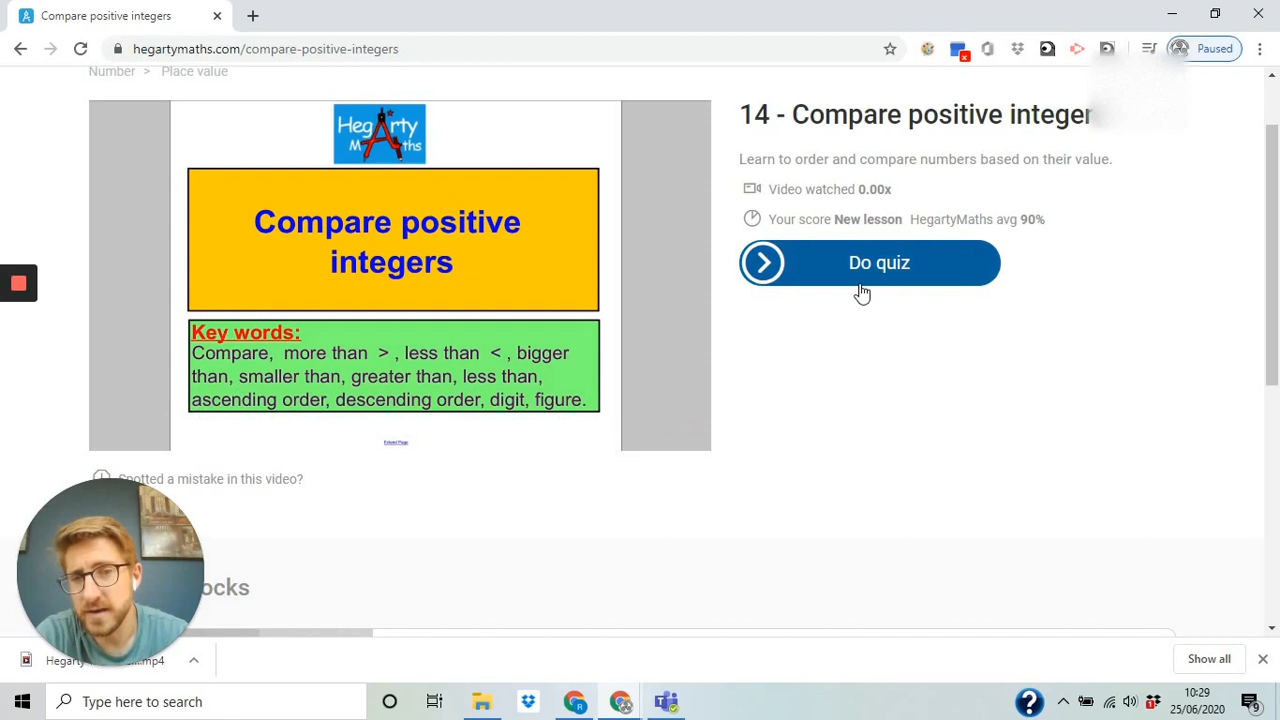 Compare positive integers
hegartymaths.com/compare-positive-integers
Paused
Number > Place value
Hegarty
Maths
Compare positive
integers
Key words:
Compare, more than > , less than < , bigger
than, smaller than, greater than, less than,
ascending order, descending order, digit, figure.
14 - Compare positive integer
Learn to order and compare numbers based on their value.
Video watched 0.00x
Your score New lesson HegartyMaths avg 90%
Do quiz
Spotted a mistake in this video?
ocks
Hegarty
.mp4
Show all
Type here to search
10:29
25/06/2020
9